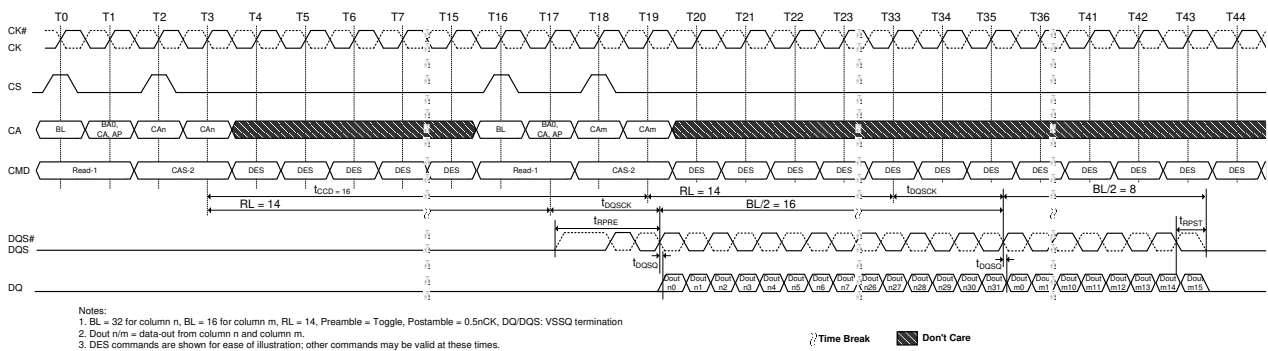 T0 T1 T2 T3 T4 T5 T6 T7 T15 T16 T17 T18 T19 T20 T21 T22 T23 T33 T34 T35 T36 T41 T42 T43 T44
CK#
CK
CS
CA BL BA0, CA, AP CAn CAn BL BA0, CA, AP CAm CAm
CMD Read-1 CAS-2 DES DES DES DES DES Read-1 CAS-2 DES DES DES DES DES DES DES DES DES DES DES DES
tCCD = 16 RL = 14 tDQSCK BL/2 = 8
RL = 14 tDQSCK BL/2 = 16
tRPRE tRPST
DQS#
DQS
tDQSQ tDQSQ
DQ Dout n0 Dout n1 Dout n2 Dout n3 Dout n4 Dout n5 Dout n6 Dout n7 Dout n26 Dout n27 Dout n28 Dout n29 Dout n30 Dout n31 Dout m0 Dout m1 Dout m10 Dout m11 Dout m12 Dout m13 Dout m14 Dout m15
Notes:
1. BL = 32 for column n, BL = 16 for column m, RL = 14, Preamble = Toggle, Postamble = 0.5nCK, DQ/DQS: VSSQ termination
2. Dout n/m = data-out from column n and column m.
3. DES commands are shown for ease of illustration; other commands may be valid at these times.
Time Break Don't Care